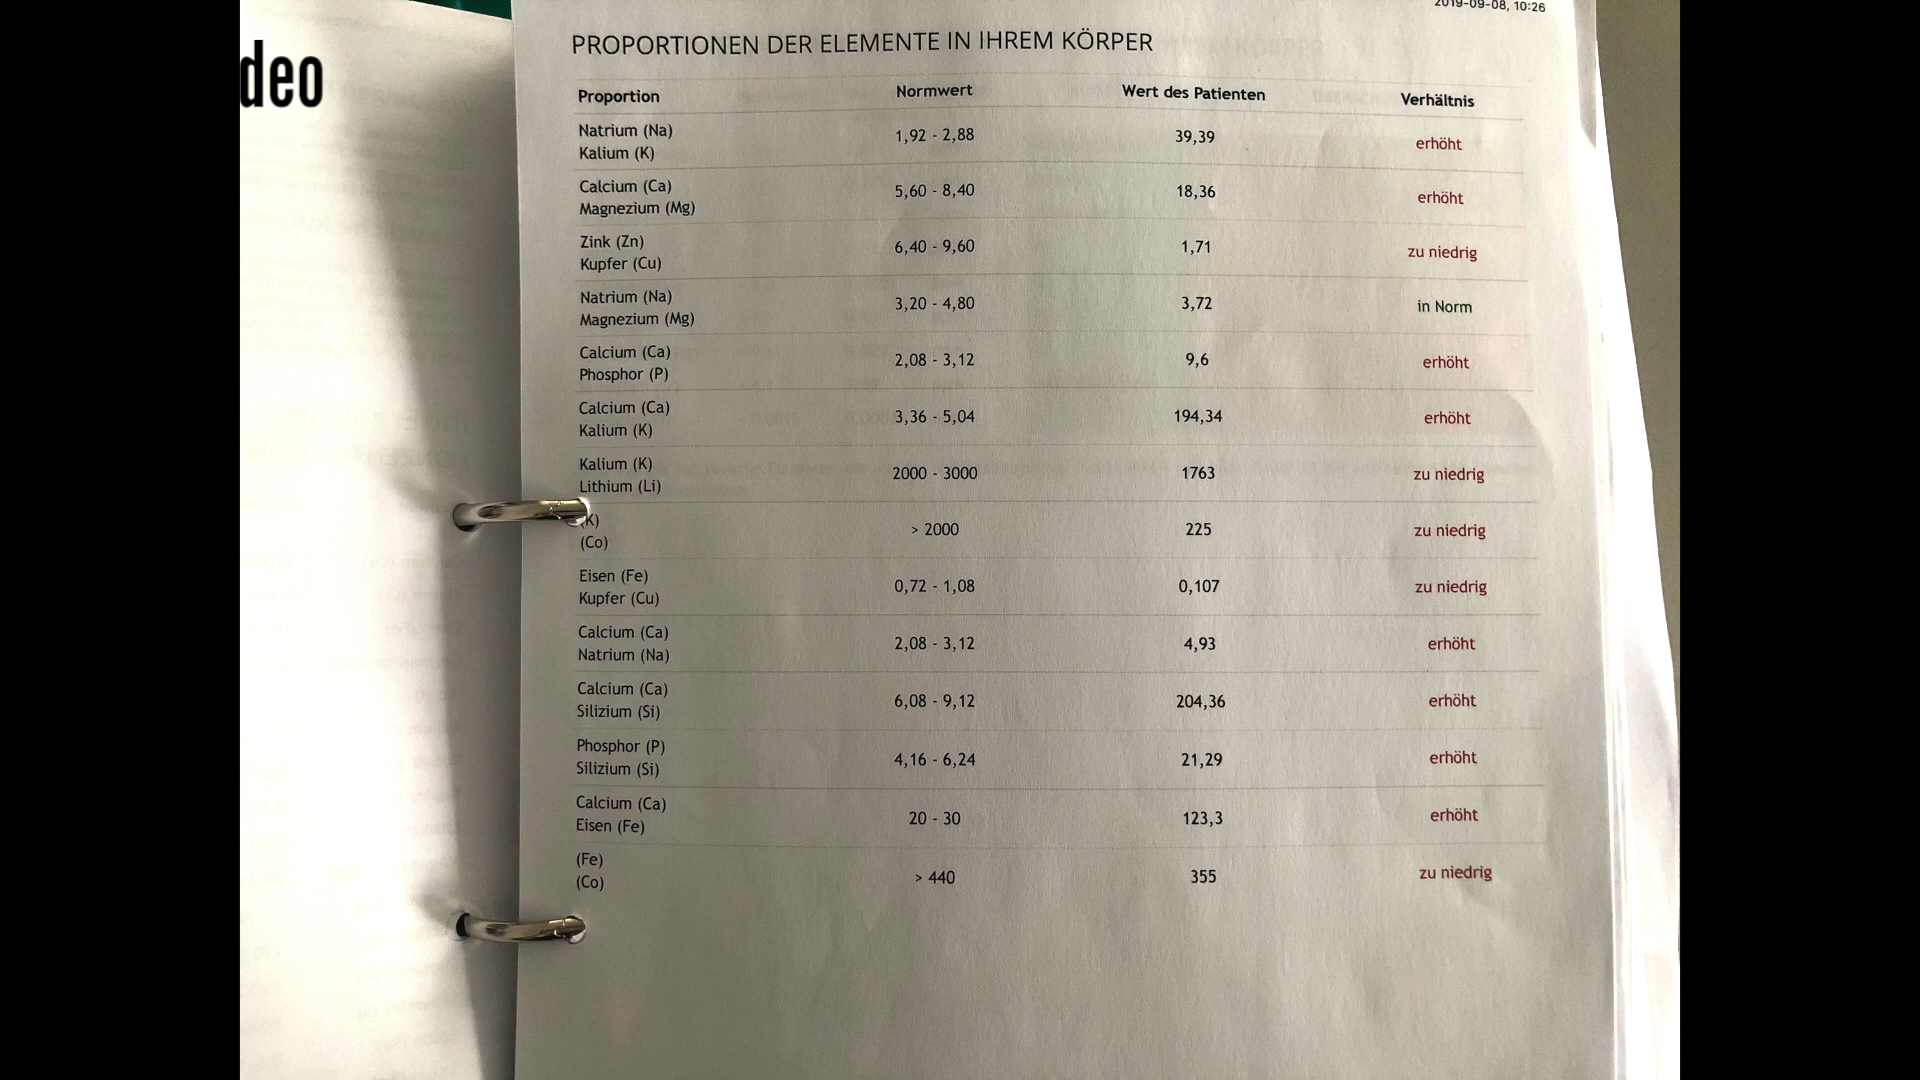 deo
2019-09-08, 10:26
PROPORTIONEN DER ELEMENTE IN IHREM KÖRPER
Proportion Normwert Wert des Patienten Verhältnis
Natrium (Na)
Kalium (K)
1,92 - 2,88 39,39 erhöht
Calcium (Ca)
Magnezium (Mg)
5,60 - 8,40 18,36 erhöht
Zink (Zn)
Kupfer (Cu)
6,40 - 9,60 1,71 zu niedrig
Natrium (Na)
Magnezium (Mg)
3,20 - 4,80 3,72 in Norm
Calcium (Ca)
Phosphor (P)
2,08 - 3,12 9,6 erhöht
Calcium (Ca)
Kalium (K)
3,36 - 5,04 194,34 erhöht
Kalium (K)
Lithium (Li)
2000 - 3000 1763 zu niedrig
(K)
(Co)
> 2000 225 zu niedrig
Eisen (Fe)
Kupfer (Cu)
0,72 - 1,08 0,107 zu niedrig
Calcium (Ca)
Natrium (Na)
2,08 - 3,12 4,93 erhöht
Calcium (Ca)
Silizium (Si)
6,08 - 9,12 204,36 erhöht
Phosphor (P)
Silizium (Si)
4,16 - 6,24 21,29 erhöht
Calcium (Ca)
Eisen (Fe)
20 - 30 123,3 erhöht
(Fe)
(Co)
> 440 355 zu niedrig